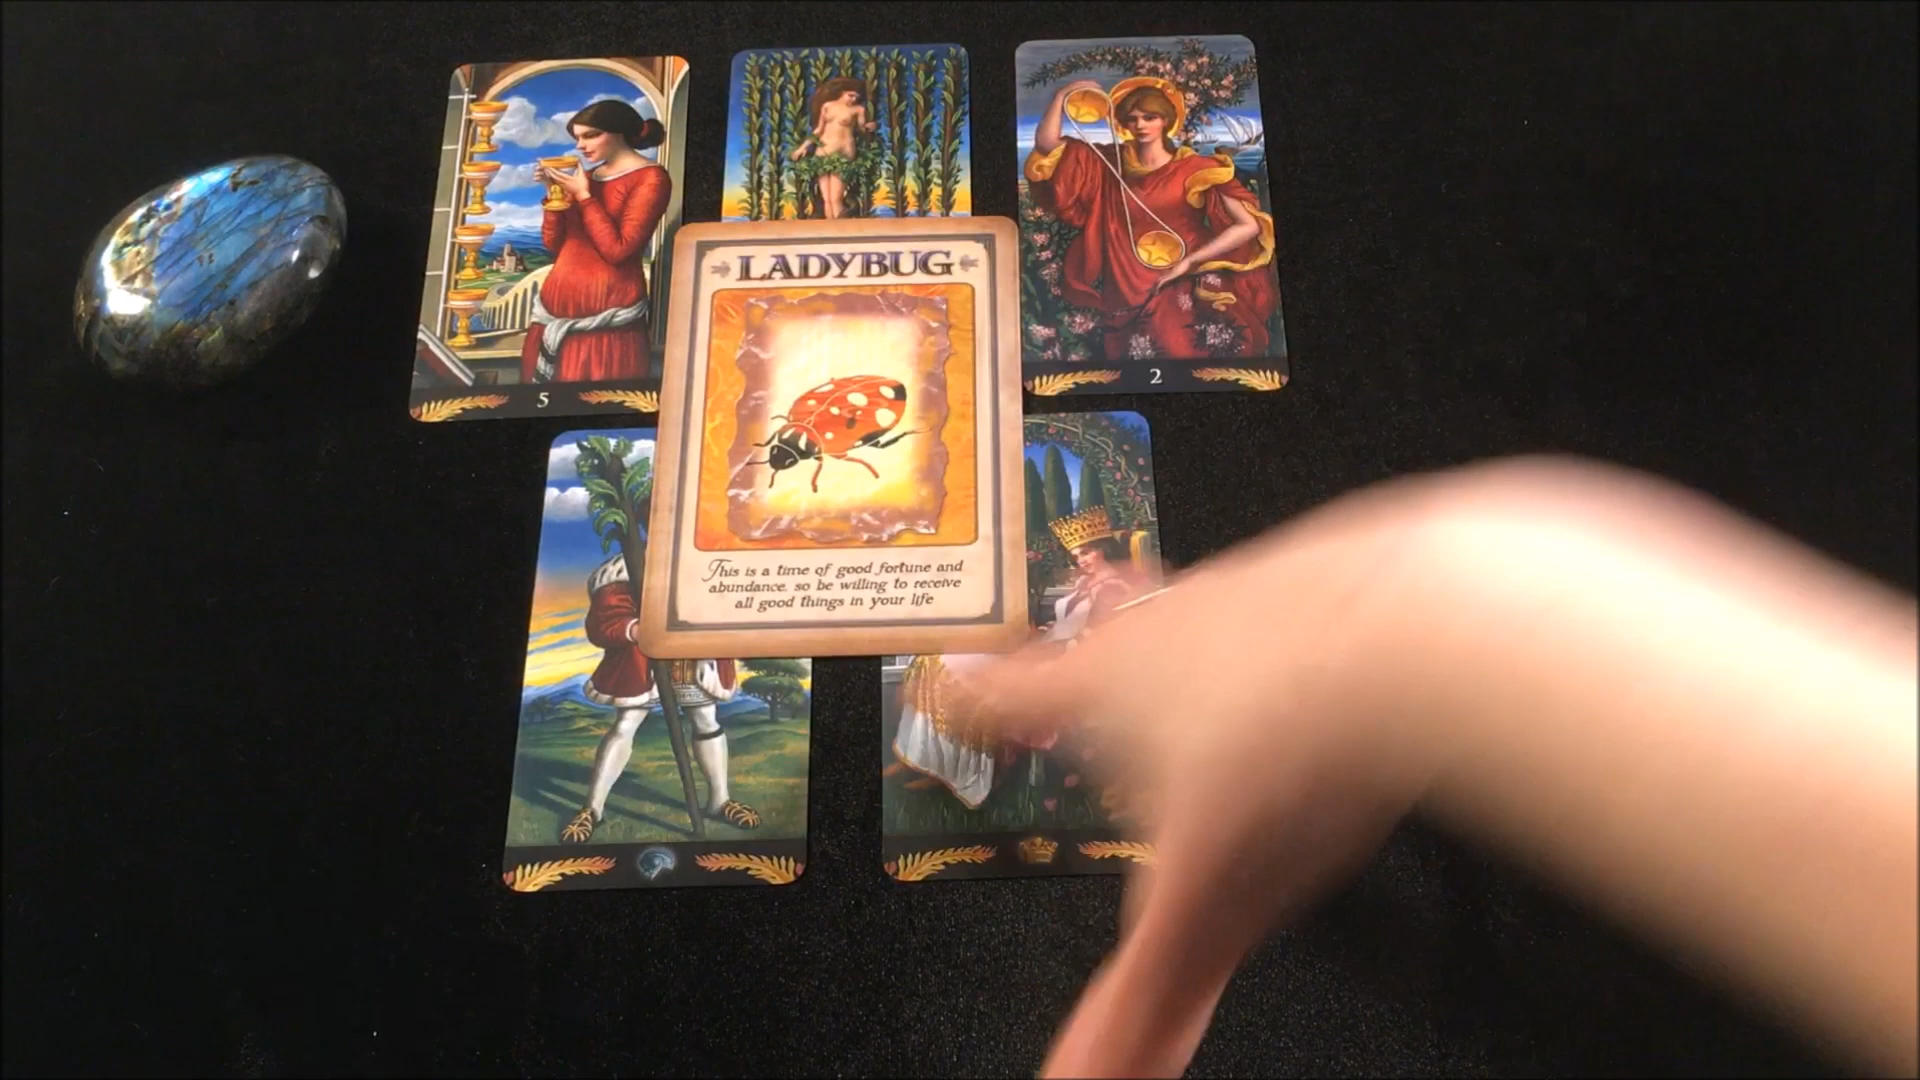 LADYBUG
This is a time of good fortune and
abundance, so be willing to receive
all good things in your life
5
2